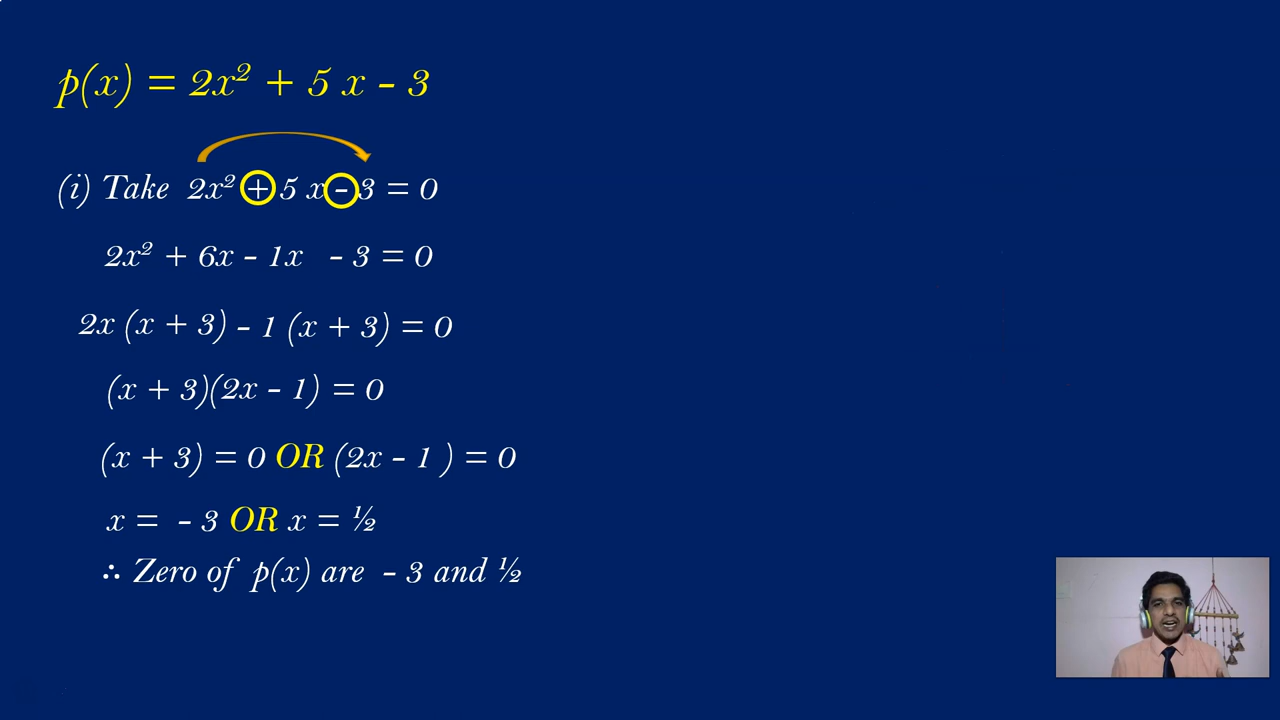 p(x) = 2x² + 5 x - 3
(i) Take 2x² + 5 x - 3 = 0
2x² + 6x - 1x - 3 = 0
2x (x + 3) - 1 (x + 3) = 0
(x + 3)(2x - 1) = 0
(x + 3) = 0 OR (2x - 1 ) = 0
x = - 3 OR x = ½
∴ Zero of p(x) are - 3 and ½